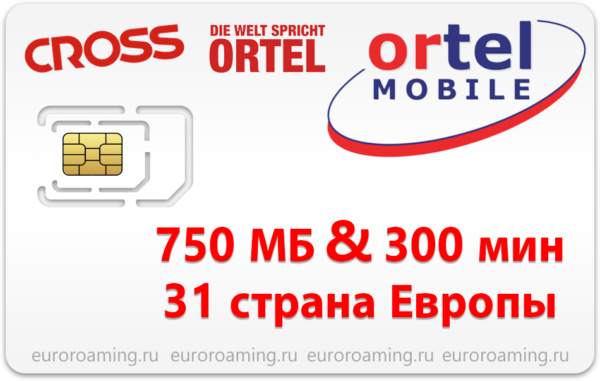 CROSS
DIE WELT SPRICHT
ORTEL
ortel
MOBILE
750 МБ & 300 мин
31 страна Европы
euroroaming.ru euroroaming.ru euroroaming.ru euroroaming.ru